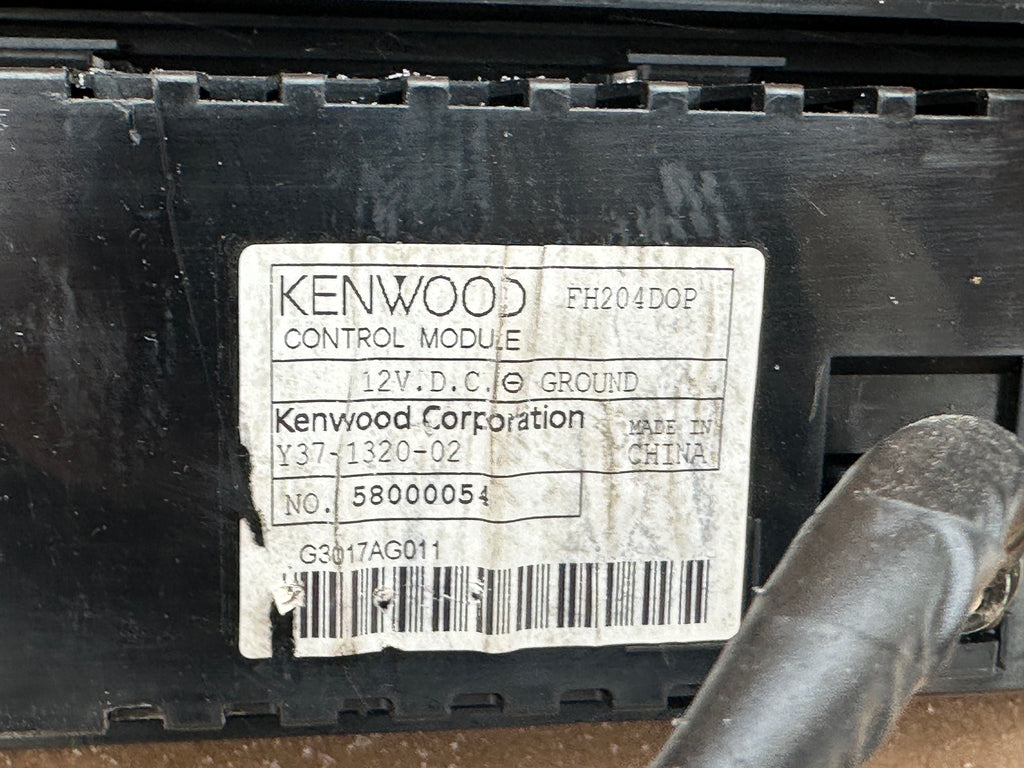 KENWOOD FH204DOP
CONTROL MODULE
12V.D.C. ⊖ GROUND
Kenwood Corporation
Y37-1320-02
MADE IN
CHINA
NO. 58000054
G3017AG011